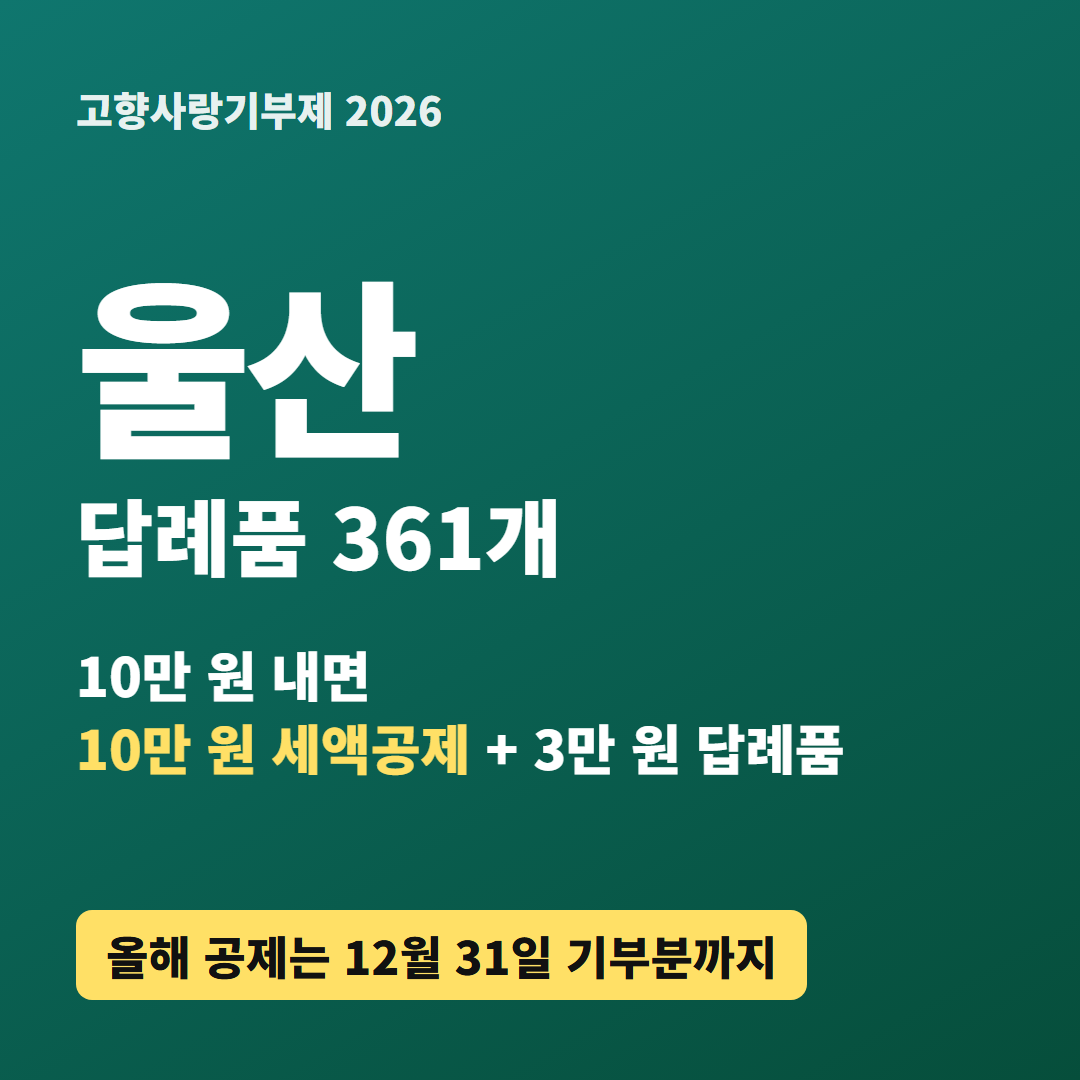 고향사랑기부제 2026
울산
답례품 361개
10만 원 내면
10만 원 세액공제 + 3만 원 답례품
올해 공제는 12월 31일 기부분까지